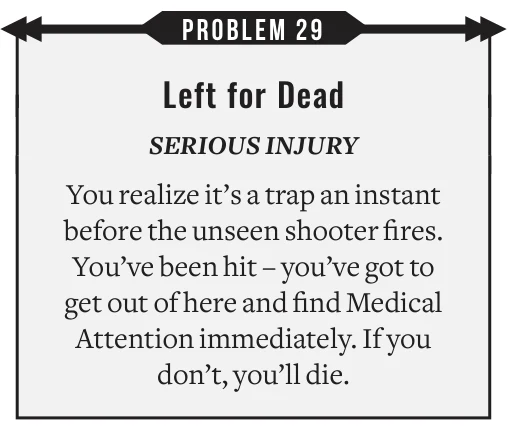 PROBLEM 29
Left for Dead
SERIOUS INJURY
You realize it’s a trap an instant
before the unseen shooter fires.
You’ve been hit – you’ve got to
get out of here and find Medical
Attention immediately. If you
don’t, you’ll die.